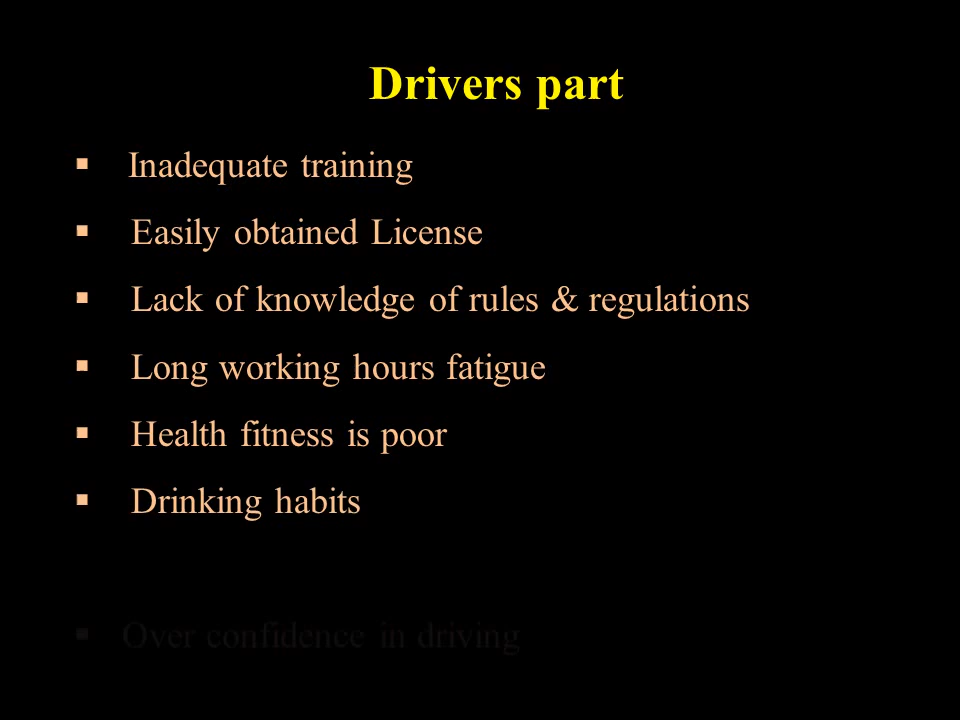 Drivers part
▪ Inadequate training
▪ Easily obtained License
▪ Lack of knowledge of rules & regulations
▪ Long working hours fatigue
▪ Health fitness is poor
▪ Drinking habits
▪ Over confidence in driving